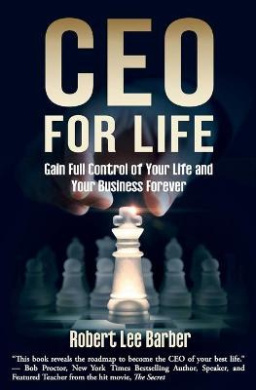 CEO
FOR LIFE
Gain Full Control of Your Life and
Your Business Forever
Robert Lee Barber
"This book reveals the roadmap to become the CEO of your best life."
— Bob Proctor, New York Times Bestselling Author, Speaker, and
Featured Teacher from the hit movie, The Secret